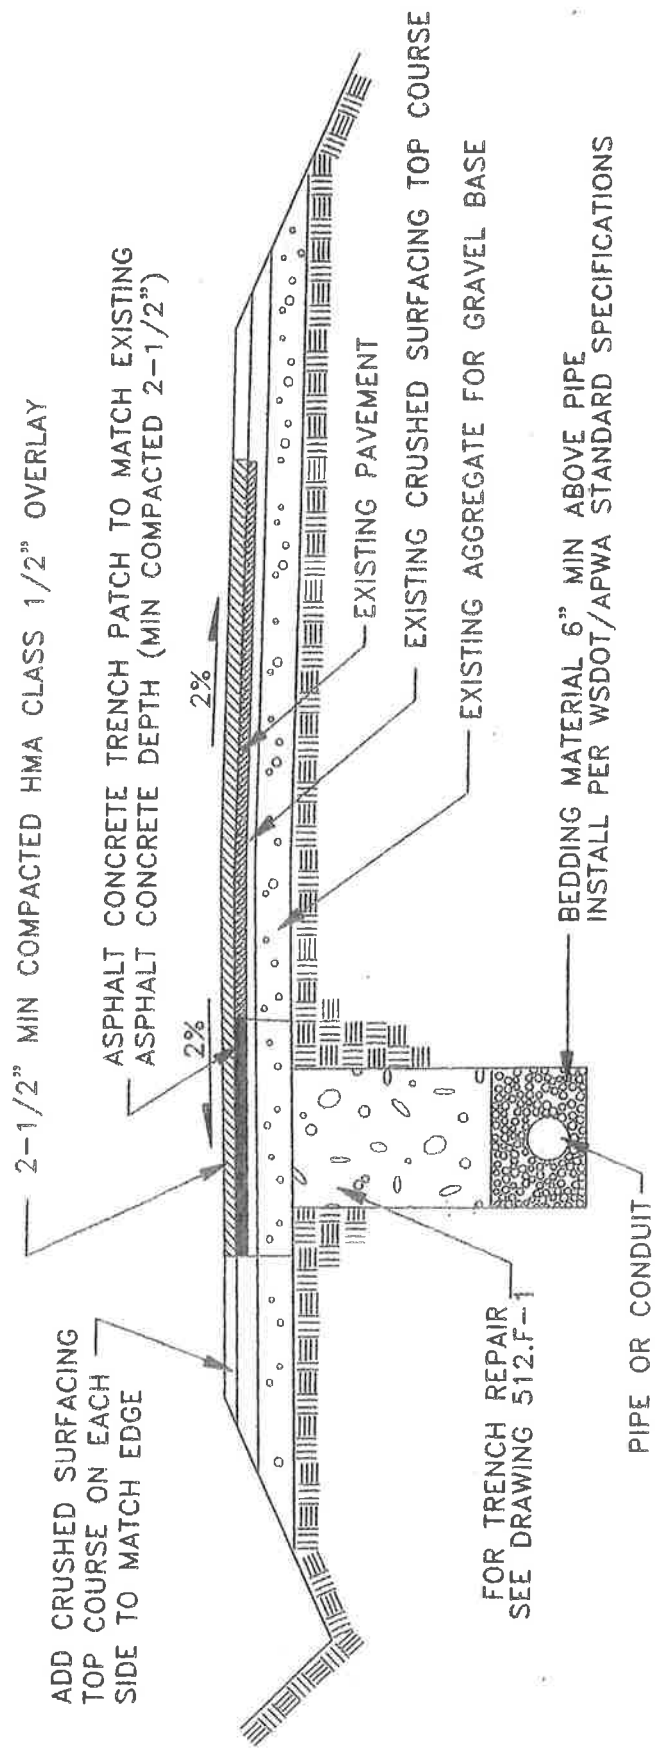 2-1/2" MIN COMPACTED HMA CLASS 1/2" OVERLAY
ASPHALT CONCRETE TRENCH PATCH TO MATCH EXISTING
ASPHALT CONCRETE DEPTH (MIN COMPACTED 2-1/2")
ADD CRUSHED SURFACING
TOP COURSE ON EACH
SIDE TO MATCH EDGE
2%
2%
EXISTING PAVEMENT
EXISTING CRUSHED SURFACING TOP COURSE
EXISTING AGGREGATE FOR GRAVEL BASE
FOR TRENCH REPAIR
SEE DRAWING 512.F-1
BEDDING MATERIAL 6" MIN ABOVE PIPE
INSTALL PER WSDOT/APWA STANDARD SPECIFICATIONS
PIPE OR CONDUIT